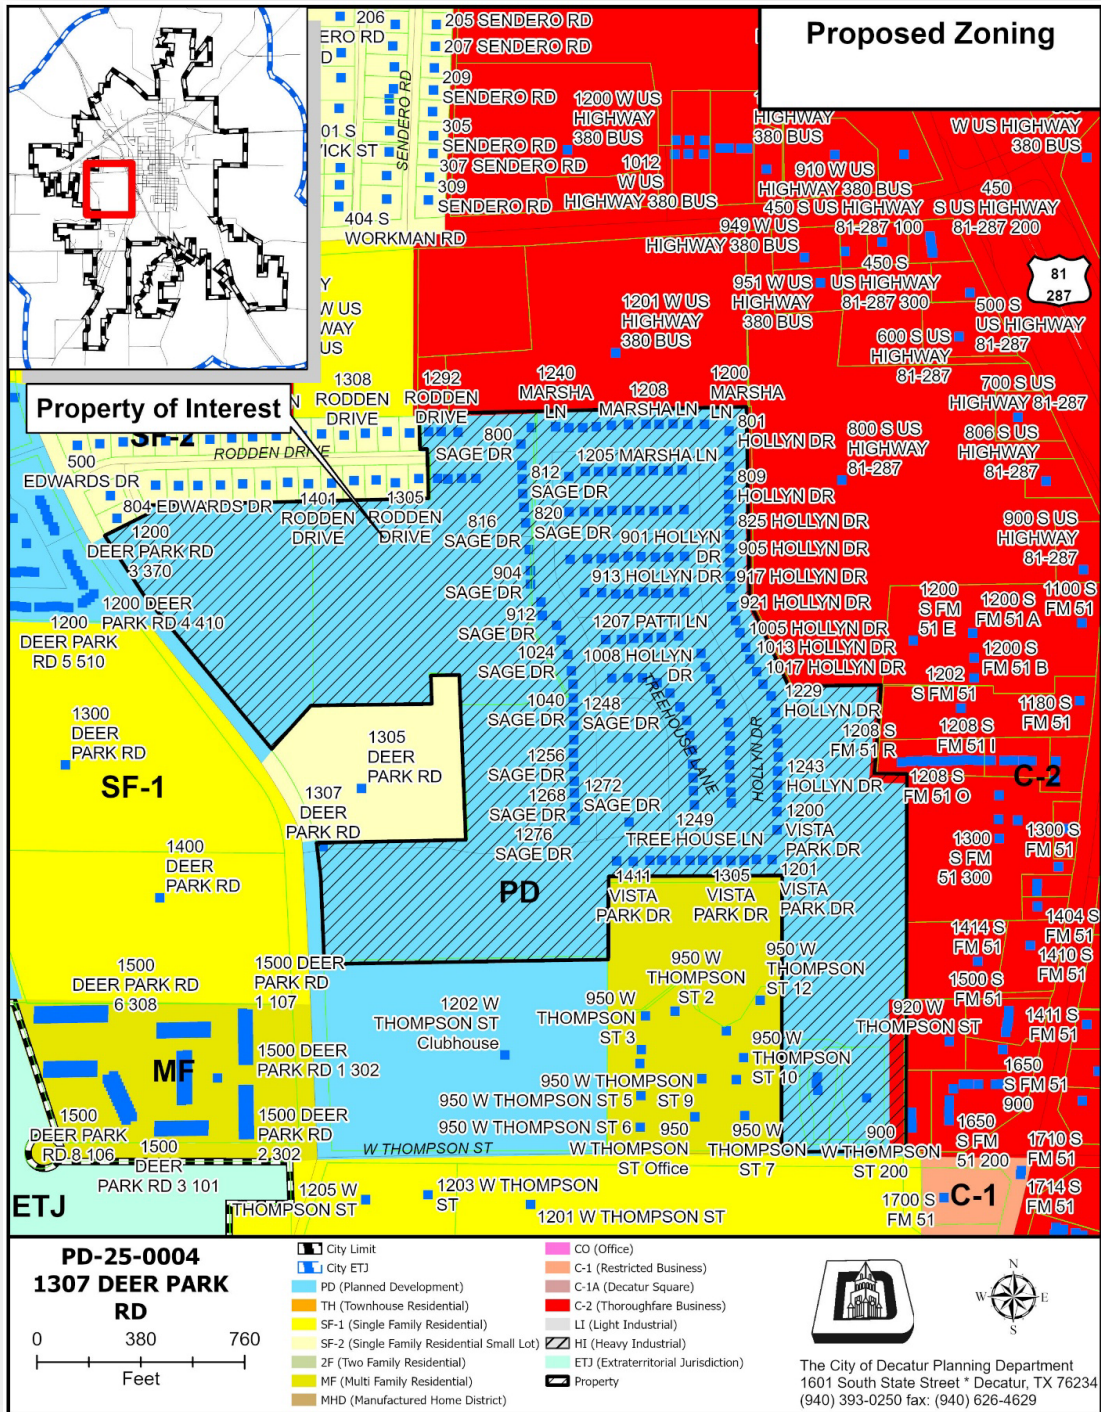 Proposed Zoning
206
ERO RD
D
205 SENDERO RD
207 SENDERO RD
209
SENDERO RD
305
SENDERO RD
307 SENDERO RD
309
SENDERO RD
SENDERO RD
01 S
ICK ST
404 S
WORKMAN RD
1200 W US
HIGHWAY
380 BUS
1012
W US
HIGHWAY 380 BUS
HIGHWAY
380 BUS
W US HIGHWAY
380 BUS
910 W US
HIGHWAY 380 BUS
450 S US HIGHWAY
81-287 100
450
S US HIGHWAY
81-287 200
949 W US
HIGHWAY 380 BUS
951 W US
HIGHWAY
380 BUS
450 S
US HIGHWAY
81-287 300
81
287
500 S
US HIGHWAY
81-287
1201 W US
HIGHWAY
380 BUS
600 S US
HIGHWAY
81-287
700 S US
HIGHWAY 81-287
Y
W US
WAY
US
Property of Interest
SF-2
1308
RODDEN
DRIVE
1292
RODDEN
DRIVE
1240
MARSHA
LN
1208
MARSHA LN
1200
MARSHA
LN
801
HOLLYN DR
800 S US
HIGHWAY
81-287
806 S US
HIGHWAY
81-287
RODDEN DRIVE
500
EDWARDS DR
804 EDWARDS DR
1401
RODDEN
DRIVE
1305
RODDEN
DRIVE
800
SAGE DR
1205 MARSHA LN
812
SAGE DR
809
HOLLYN DR
816
SAGE DR
820
SAGE DR
825 HOLLYN DR
901 HOLLYN
DR
905 HOLLYN DR
900 S US
HIGHWAY
81-287
1200
DEER PARK RD
3 370
904
SAGE DR
913 HOLLYN DR
917 HOLLYN DR
1200 DEER
PARK RD 4 410
1200
DEER PARK
RD 5 510
912
SAGE DR
1207 PATTI LN
921 HOLLYN DR
1005 HOLLYN DR
1013 HOLLYN DR
1017 HOLLYN DR
1200
S FM
51 E
1200 S
FM 51 A
1100 S
FM 51
1200 S
FM 51 B
1024
SAGE DR
1008 HOLLYN
DR
1202
S FM 51
1180 S
FM 51
1040
SAGE DR
1248
SAGE DR
TREEHOUSE LANE
HOLLYN DR
1229
HOLLYN DR
1208 S
FM 51 R
1208 S
FM 51 I
1300
DEER
PARK RD
SF-1
1305
DEER
PARK RD
1256
SAGE DR
1243
HOLLYN DR
1208 S
FM 51 O
C-2
1307
DEER
PARK RD
1268
SAGE DR
1272
SAGE DR
1276
SAGE DR
1249
TREE HOUSE LN
1200
VISTA
PARK DR
1300
S FM
51 300
1300 S
FM 51
1400
DEER
PARK RD
PD
1411
VISTA
PARK DR
1305
VISTA
PARK DR
1201
VISTA
PARK DR
1414 S
FM 51
1404 S
FM 51
1410 S
FM 51
1500
DEER PARK RD
6 308
1500 DEER
PARK RD
1 107
1202 W
THOMPSON ST
Clubhouse
950 W
THOMPSON
ST 2
950 W
THOMPSON
ST 12
950 W
THOMPSON
ST 3
920 W
THOMPSON ST
1500 S
FM 51
1411 S
FM 51
MF
1500 DEER
PARK RD 1 302
950 W THOMPSON
ST 9
950 W
THOMPSON
ST 10
950 W THOMPSON ST 5
950 W THOMPSON ST 6
1650
S FM 51
900
1500
DEER PARK
RD 8 106
1500 DEER
PARK RD
2 302
1500
DEER
PARK RD 3 101
W THOMPSON ST
950
W THOMPSON
ST Office
950 W
THOMPSON
ST 7
900
W THOMPSON
ST 200
1650
S FM
51 200
1710 S
FM 51
ETJ
1205 W
THOMPSON ST
1203 W THOMPSON
ST
1201 W THOMPSON ST
1700 S
FM 51
C-1
1714 S
FM 51
PD-25-0004
1307 DEER PARK
RD
0 380 760
Feet
City Limit
City ETJ
PD (Planned Development)
TH (Townhouse Residential)
SF-1 (Single Family Residential)
SF-2 (Single Family Residential Small Lot)
2F (Two Family Residential)
MF (Multi Family Residential)
MHD (Manufactured Home District)
CO (Office)
C-1 (Restricted Business)
C-1A (Decatur Square)
C-2 (Thoroughfare Business)
LI (Light Industrial)
HI (Heavy Industrial)
ETJ (Extraterritorial Jurisdiction)
Property
N
W E
S
The City of Decatur Planning Department
1601 South State Street * Decatur, TX 76234
(940) 393-0250 fax: (940) 626-4629